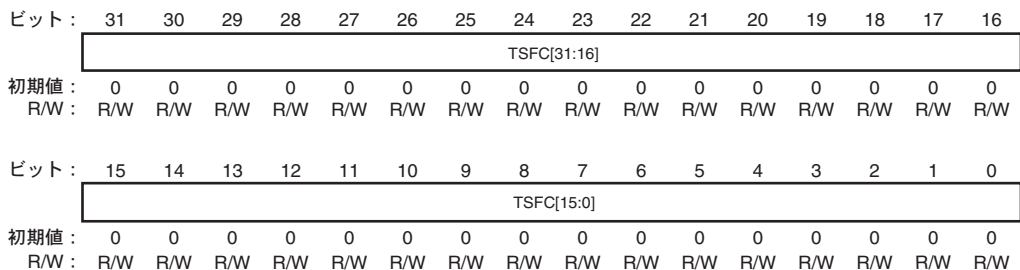 ビット： 31 30 29 28 27 26 25 24 23 22 21 20 19 18 17 16
TSFC[31:16]
初期値： 0 0 0 0 0 0 0 0 0 0 0 0 0 0 0 0
R/W： R/W R/W R/W R/W R/W R/W R/W R/W R/W R/W R/W R/W R/W R/W R/W R/W
ビット： 15 14 13 12 11 10 9 8 7 6 5 4 3 2 1 0
TSFC[15:0]
初期値： 0 0 0 0 0 0 0 0 0 0 0 0 0 0 0 0
R/W： R/W R/W R/W R/W R/W R/W R/W R/W R/W R/W R/W R/W R/W R/W R/W R/W